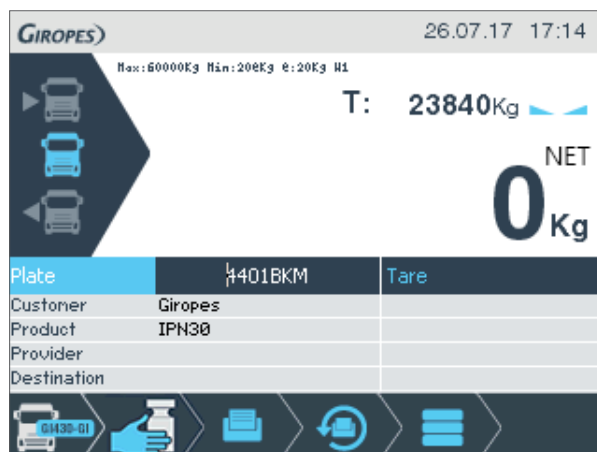 GIROPES) 26.07.17 17:14
Max:60000Kg Min:20eKg e:20Kg W1
T: 23840Kg
NET
0Kg
Plate 4401BKM Tare
Customer Giropes
Product IPN30
Provider
Destination
GI430-GI